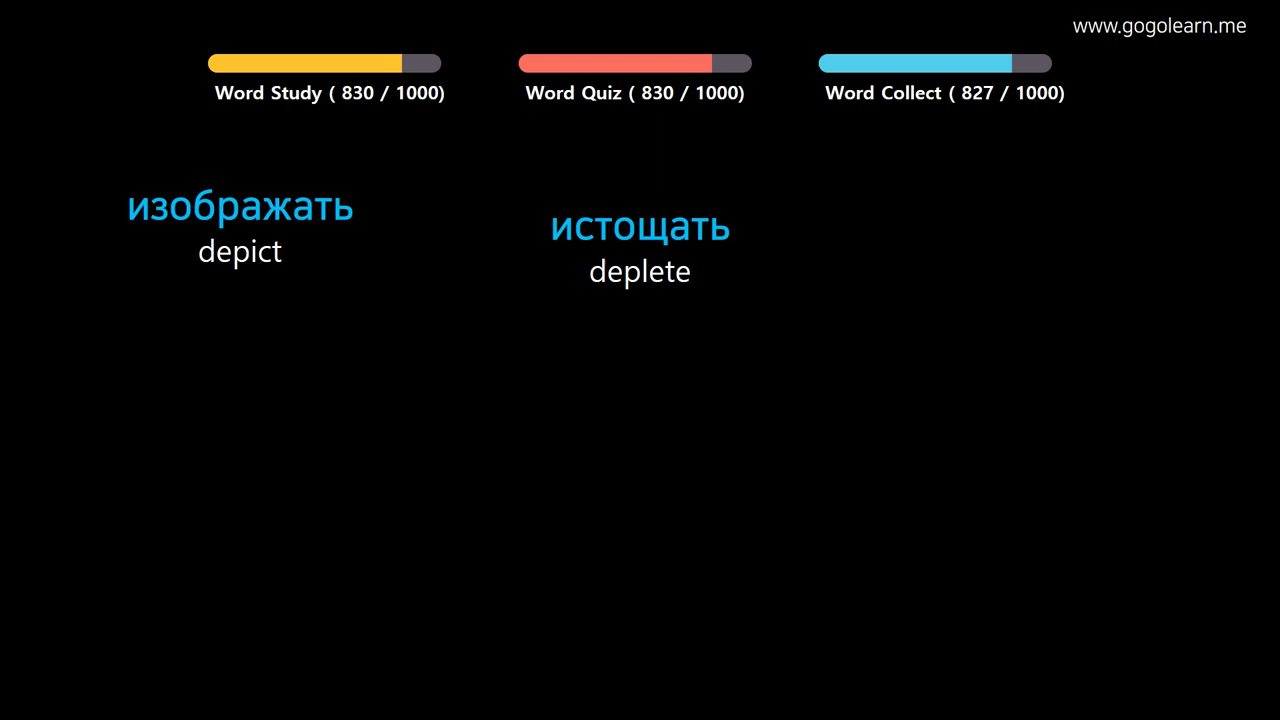 www.gogolearn.me
Word Study ( 830 / 1000)
Word Quiz ( 830 / 1000)
Word Collect ( 827 / 1000)
изображать
depict
истощать
deplete